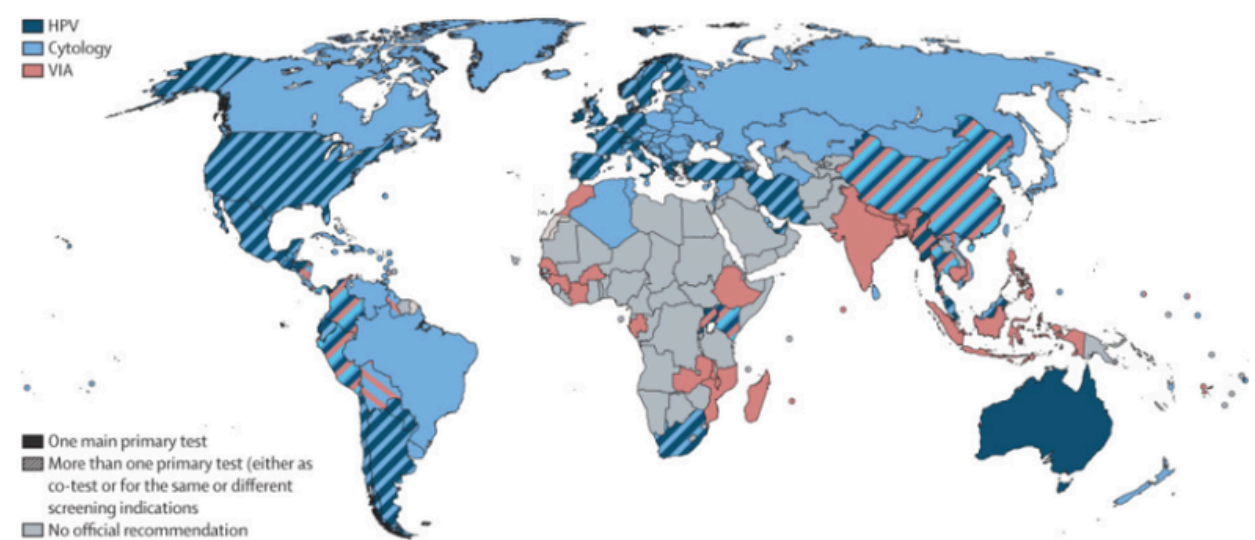 HPV
Cytology
VIA
One main primary test
More than one primary test (either as
co-test or for the same or different
screening indications
No official recommendation